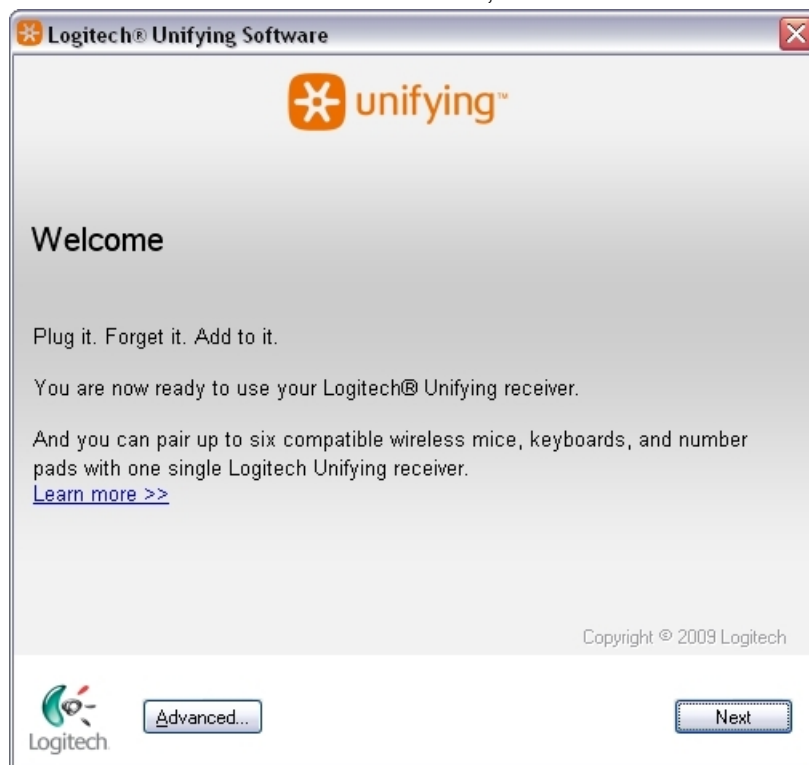 Logitech® Unifying Software
unifying™
Welcome
Plug it. Forget it. Add to it.
You are now ready to use your Logitech® Unifying receiver.
And you can pair up to six compatible wireless mice, keyboards, and number
pads with one single Logitech Unifying receiver.
Learn more >>
Copyright © 2009 Logitech
Logitech
Advanced...
Next